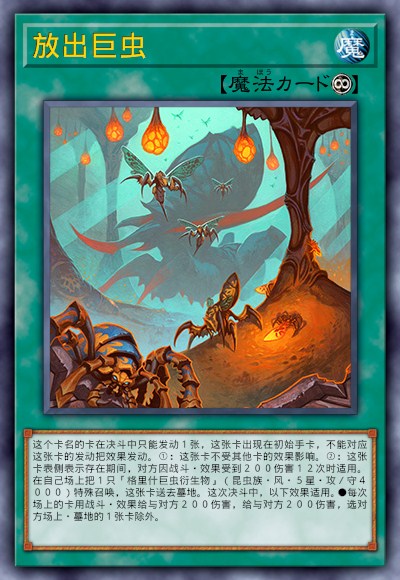 放出巨虫
魔
【魔法カード】
まほう
这个卡名的卡在决斗中只能发动1张，这张卡出现在初始手卡，不能对应
这张卡的发动把效果发动。①：这张卡不受其他卡的效果影响。②：这张
卡表侧表示存在期间，对方因战斗·效果受到200伤害12次时适用。
在自己场上把1只「格里什巨虫衍生物」（昆虫族·风·5星·攻／守4
000）特殊召唤，这张卡送去墓地。这次决斗中，以下效果适用。●每次
场上的卡用战斗·效果给与对方200伤害，给与对方200伤害，选对
方场上·墓地的1张卡除外。